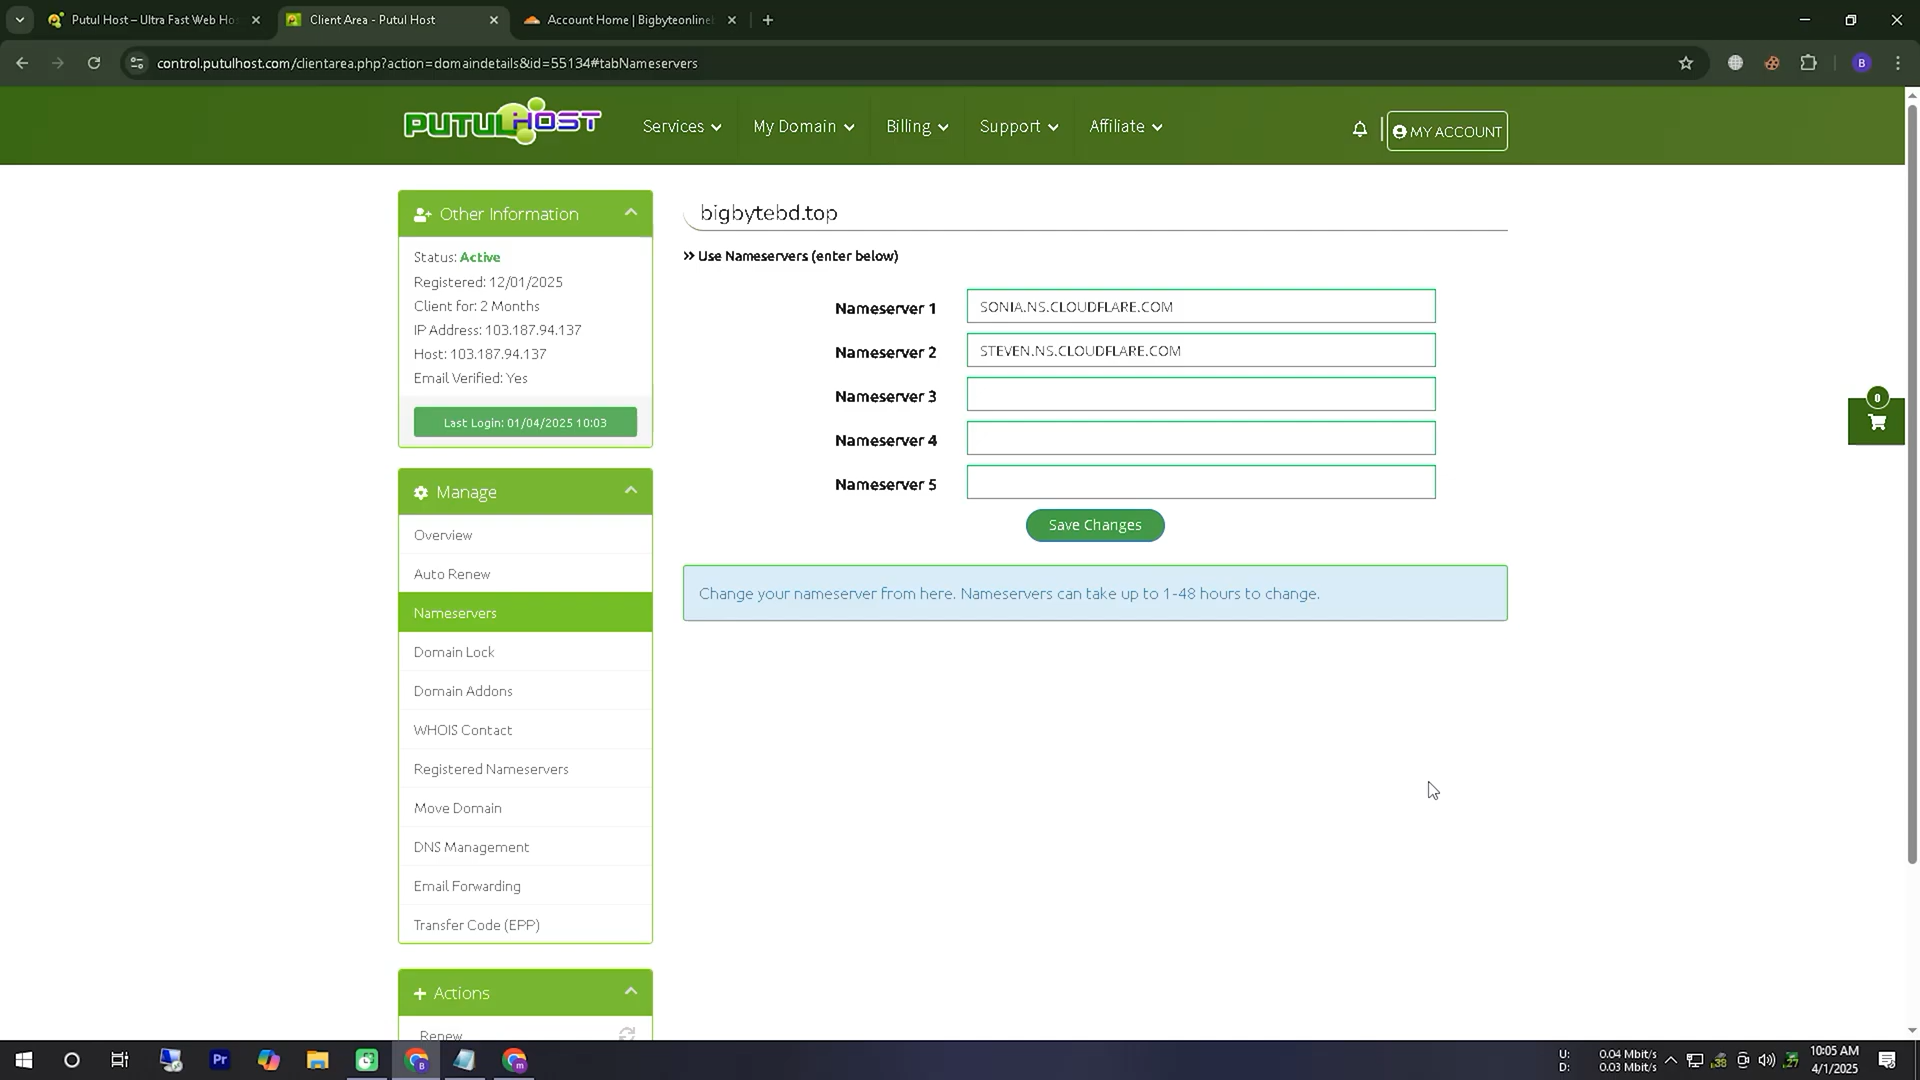 Putul Host – Ultra Fast Web Ho
Client Area - Putul Host
Account Home | Bigbyteonline
control.putulhost.com/clientarea.php?action=domaindetails&id=55134#tabNameservers
B
PUTULHOST
Services
My Domain
Billing
Support
Affiliate
MY ACCOUNT
Other Information
Status: Active
Registered: 12/01/2025
Client for: 2 Months
IP Address: 103.187.94.137
Host: 103.187.94.137
Email Verified: Yes
Last Login: 01/04/2025 10:03
Manage
Overview
Auto Renew
Nameservers
Domain Lock
Domain Addons
WHOIS Contact
Registered Nameservers
Move Domain
DNS Management
Email Forwarding
Transfer Code (EPP)
Actions
Renew
bigbytebd.top
» Use Nameservers (enter below)
Nameserver 1 SONIA.NS.CLOUDFLARE.COM
Nameserver 2 STEVEN.NS.CLOUDFLARE.COM
Nameserver 3
Nameserver 4
Nameserver 5
Save Changes
Change your nameserver from here. Nameservers can take up to 1-48 hours to change.
0
Pr
U: 0.04 Mbit/s
D: 0.03 Mbit/s
10:05 AM
4/1/2025